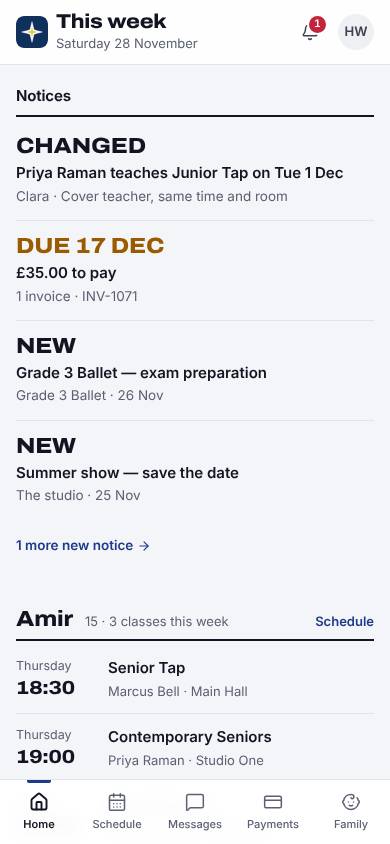 This week
Saturday 28 November
1
HW
Notices
CHANGED
Priya Raman teaches Junior Tap on Tue 1 Dec
Clara · Cover teacher, same time and room
DUE 17 DEC
£35.00 to pay
1 invoice · INV-1071
NEW
Grade 3 Ballet — exam preparation
Grade 3 Ballet · 26 Nov
NEW
Summer show — save the date
The studio · 25 Nov
1 more new notice →
Amir 15 · 3 classes this week Schedule
Thursday
18:30
Senior Tap
Marcus Bell · Main Hall
Thursday
19:00
Contemporary Seniors
Priya Raman · Studio One
Home Schedule Messages Payments Family